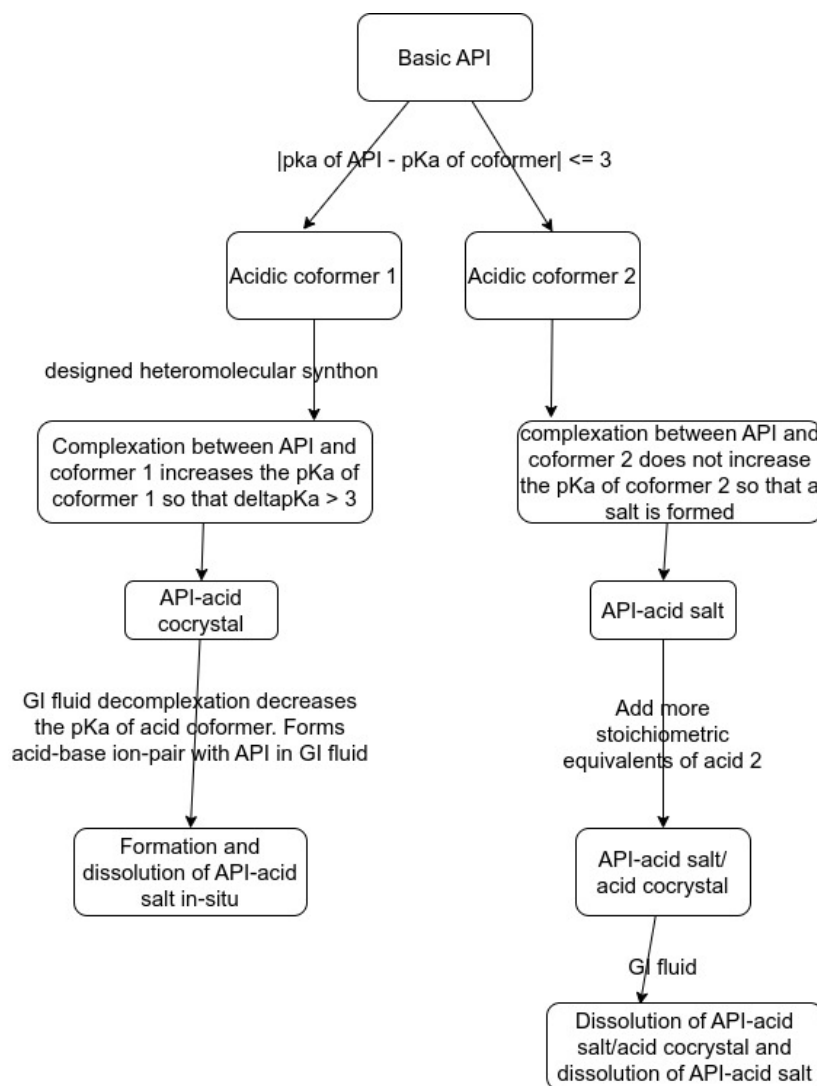 Basic API
|pka of API - pKa of coformer| <= 3
Acidic coformer 1
Acidic coformer 2
designed heteromolecular synthon
Complexation between API and
coformer 1 increases the pKa of
coformer 1 so that deltapKa > 3
complexation between API and
coformer 2 does not increase
the pKa of coformer 2 so that a
salt is formed
API-acid
cocrystal
API-acid salt
GI fluid decomplexation decreases
the pKa of acid coformer. Forms
acid-base ion-pair with API in GI fluid
Add more
stoichiometric
equivalents of acid 2
Formation and
dissolution of API-acid
salt in-situ
API-acid salt/
acid cocrystal
GI fluid
Dissolution of API-acid
salt/acid cocrystal and
dissolution of API-acid salt